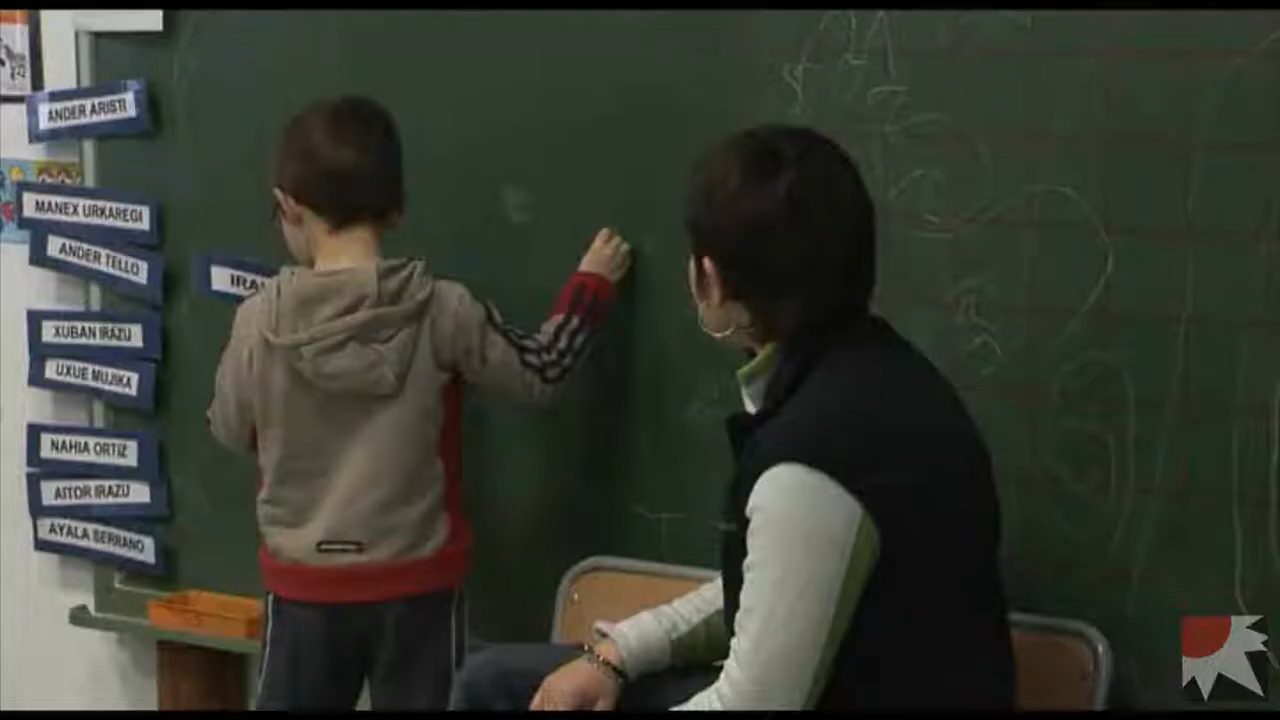 ANDER ARISTI
MANEX URKAREGI
ANDER TELLO
XUBAN IRAZU
UXUE MUJIKA
NAHIA ORTIZ
AITOR IRAZU
AYALA SERRANO